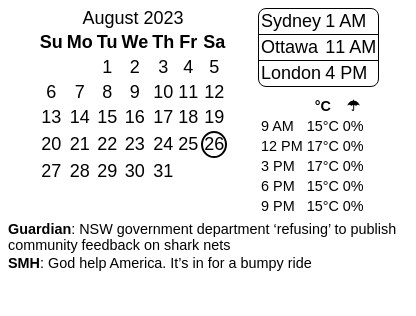 August 2023
Su Mo Tu We Th Fr Sa
1 2 3 4 5
6 7 8 9 10 11 12
13 14 15 16 17 18 19
20 21 22 23 24 25 26
27 28 29 30 31
Sydney 1 AM
Ottawa 11 AM
London 4 PM
°C ☂
9 AM 15°C 0%
12 PM 17°C 0%
3 PM 17°C 0%
6 PM 15°C 0%
9 PM 15°C 0%
Guardian: NSW government department ‘refusing’ to publish
community feedback on shark nets
SMH: God help America. It’s in for a bumpy ride